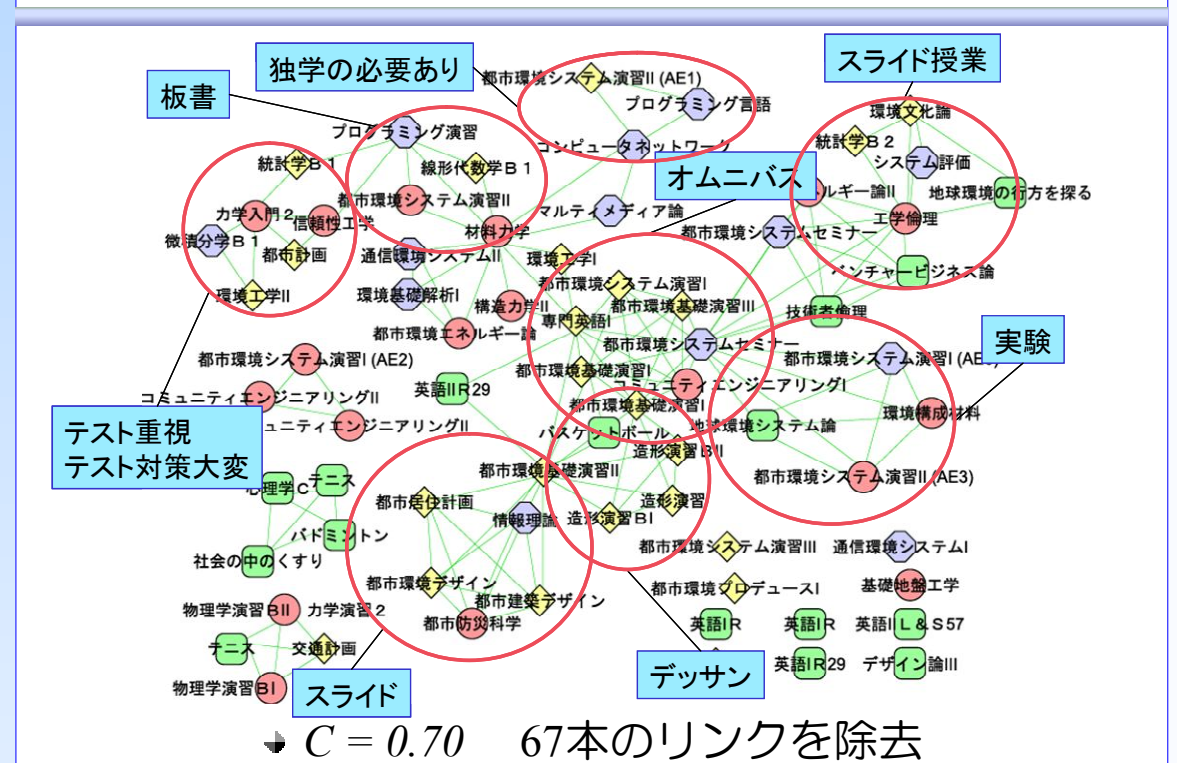 独学の必要あり
スライド授業
板書
都市環境システム演習II (AE1)
プログラミング言語
環境文化論
プログラミング演習
コンピュータネットワーク
統計学B 2
システム評価
統計学B 1
線形代数学B 1
オムニバス
ルギー論II
地球環境の行方を探る
都市環境システム演習II
マルティメディア論
工学倫理
力学入門 2
信頼性工学
材料力学
都市環境システムセミナー
微積分学B 1
都市計画
通信環境システムII
環境工学I
ベンチャービジネス論
環境工学II
環境基礎解析I
都市環境システム演習I
構造力学II
都市環境基礎演習III
技術者倫理
専門英語I
実験
都市環境エネルギー論
都市環境システムセミナー
都市環境システム演習I (AE2)
都市環境システム演習I (AE
都市環境基礎演習I
コミュニティエンジニアリングI
英語IIR29
コミュニティエンジニアリングII
都市環境基礎演習I
環境構成材料
テスト重視
テスト対策大変
ュニティエンジニアリングII
バスケットボール
地球環境システム論
造形演習BII
都市環境基礎演習II
都市環境システム演習II (AE3)
心理学C
テニス
都市居住計画
造形演習
情報理論
造形演習BI
バドミントン
都市環境システム演習III
通信環境システムI
社会の中のくすり
都市環境デザイン
都市環境プロデュースI
基礎地盤工学
都市建築デザイン
物理学演習BII
力学演習 2
都市防災科学
英語IR
英語IR
英語II L & S57
テニス
交通計画
デッサン
英語IR29
デザイン論III
物理学演習BI
スライド
C = 0.70 67本のリンクを除去